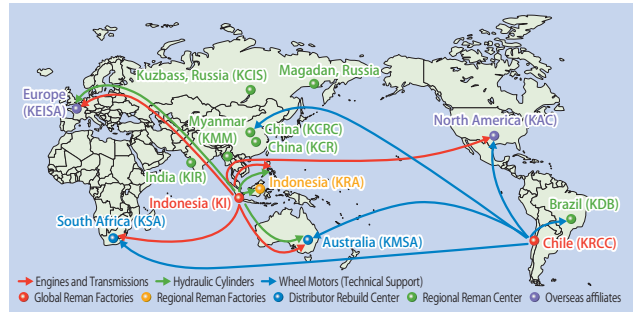 Kuzbass, Russia (KCIS)
Magadan, Russia
Europe
(KEISA)
Myanmar
(KMM)
China (KCRC)
China (KCR)
North America (KAC)
India (KIR)
Indonesia (KRA)
Indonesia (KI)
Brazil (KDB)
South Africa (KSA)
Australia (KMSA)
Chile (KRCC)
Engines and Transmissions
Hydraulic Cylinders
Wheel Motors (Technical Support)
Global Reman Factories
Regional Reman Factories
Distributor Rebuild Center
Regional Reman Center
Overseas affiliates